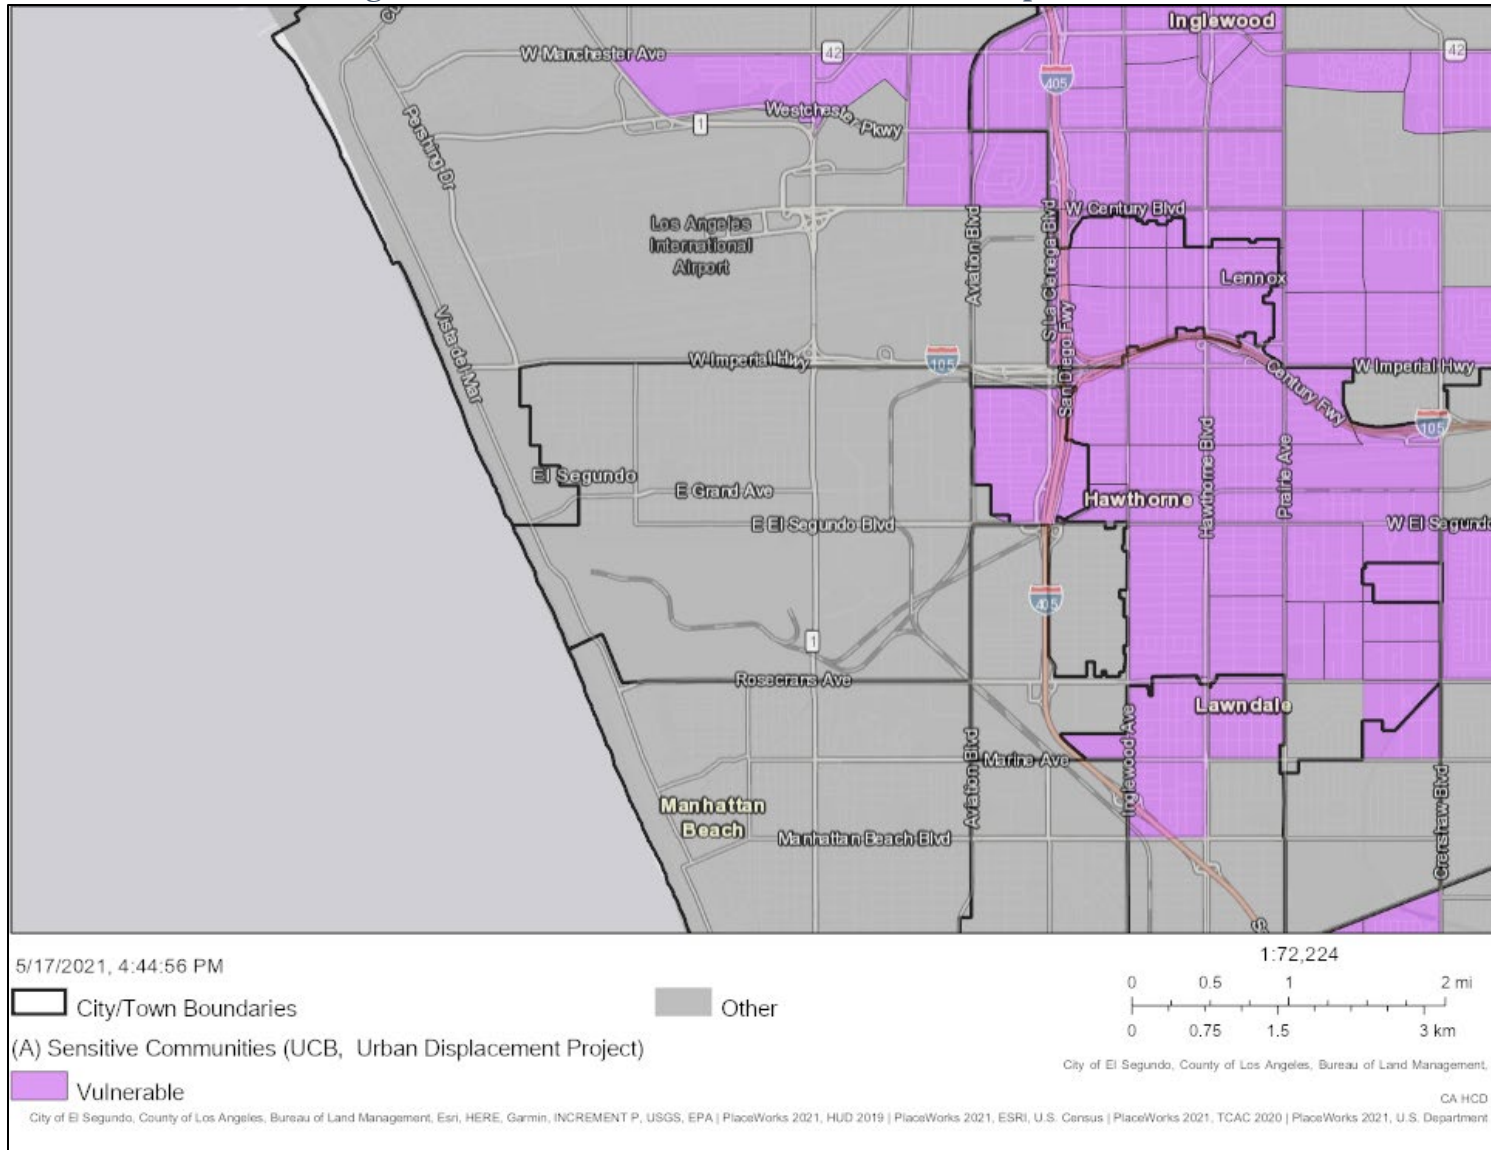 Inglewood
W Manchester Ave
42
42
405
Pershing Dr
1
Westchester Pkwy
Los Angeles
International
Airport
Aviation Blvd
S La Cienega Blvd
W Century Blvd
Lennox
Vista del Mar
San Diego Fwy
W Imperial Hwy
105
Century Fwy
W Imperial Hwy
105
El Segundo
E Grand Ave
Hawthorne
Hawthorne Blvd
Prairie Ave
E El Segundo Blvd
W El Segundo
405
1
Rosecrans Ave
Lawndale
Aviation Blvd
Marine Ave
Inglewood Ave
Manhattan
Beach
Manhattan Beach Blvd
Crenshaw Blvd
S
5/17/2021, 4:44:56 PM
1:72,224
0 0.5 1 2 mi
0 0.75 1.5 3 km
City/Town Boundaries
Other
(A) Sensitive Communities (UCB, Urban Displacement Project)
Vulnerable
City of El Segundo, County of Los Angeles, Bureau of Land Management,
CA HCD
City of El Segundo, County of Los Angeles, Bureau of Land Management, Esri, HERE, Garmin, INCREMENT P, USGS, EPA | PlaceWorks 2021, HUD 2019 | PlaceWorks 2021, ESRI, U.S. Census | PlaceWorks 2021, TCAC 2020 | PlaceWorks 2021, U.S. Department